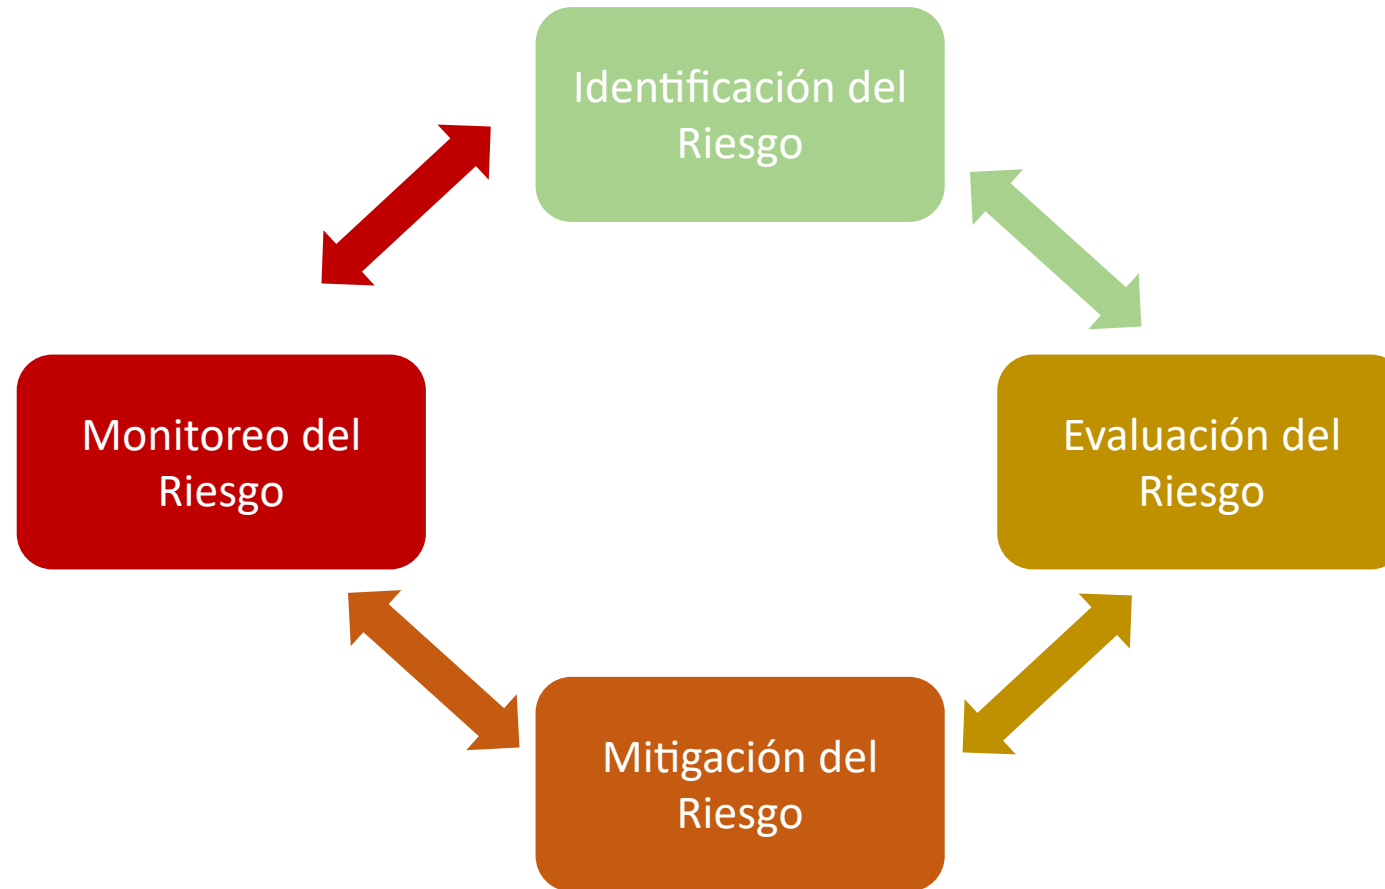 Identificación del
Riesgo
Monitoreo del
Riesgo
Evaluación del
Riesgo
Mitigación del
Riesgo